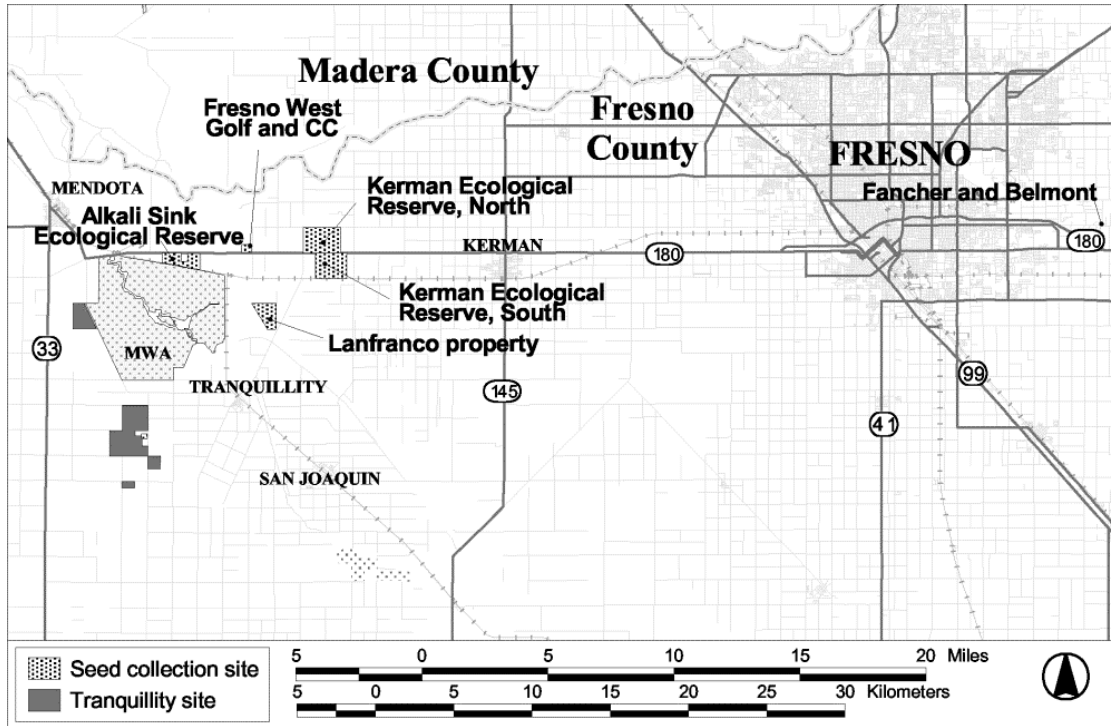 Madera County
Fresno West
Golf and CC
Fresno
County
FRESNO
MENDOTA
Kerman Ecological
Reserve, North
Fancher and Belmont
Alkali Sink
Ecological Reserve
KERMAN
180
180
Kerman Ecological
Reserve, South
Lanfranco property
33
MWA
99
TRANQUILLITY
145
41
SAN JOAQUIN
Seed collection site
Tranquillity site
5 0 5 10 15 20 Miles
5 0 5 10 15 20 25 30 Kilometers